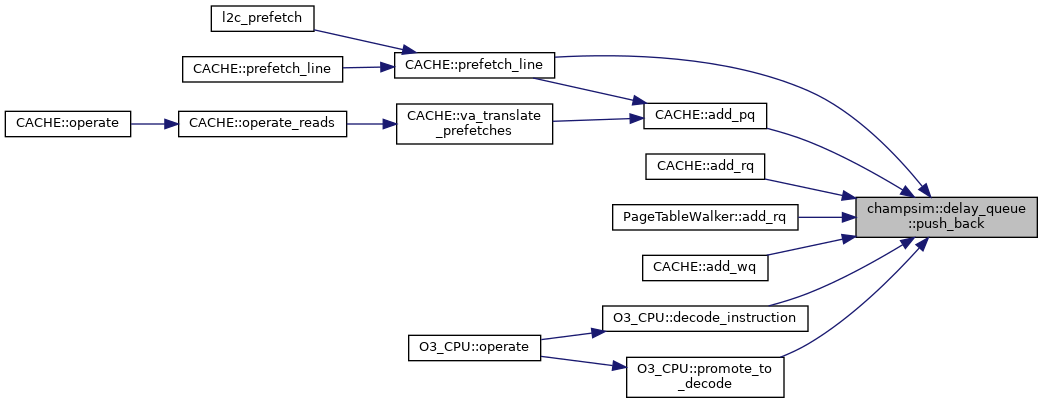 l2c_prefetch
CACHE::prefetch_line
CACHE::prefetch_line
CACHE::operate
CACHE::operate_reads
CACHE::va_translate
_prefetches
CACHE::add_pq
CACHE::add_rq
champsim::delay_queue
::push_back
PageTableWalker::add_rq
CACHE::add_wq
O3_CPU::decode_instruction
O3_CPU::operate
O3_CPU::promote_to
_decode